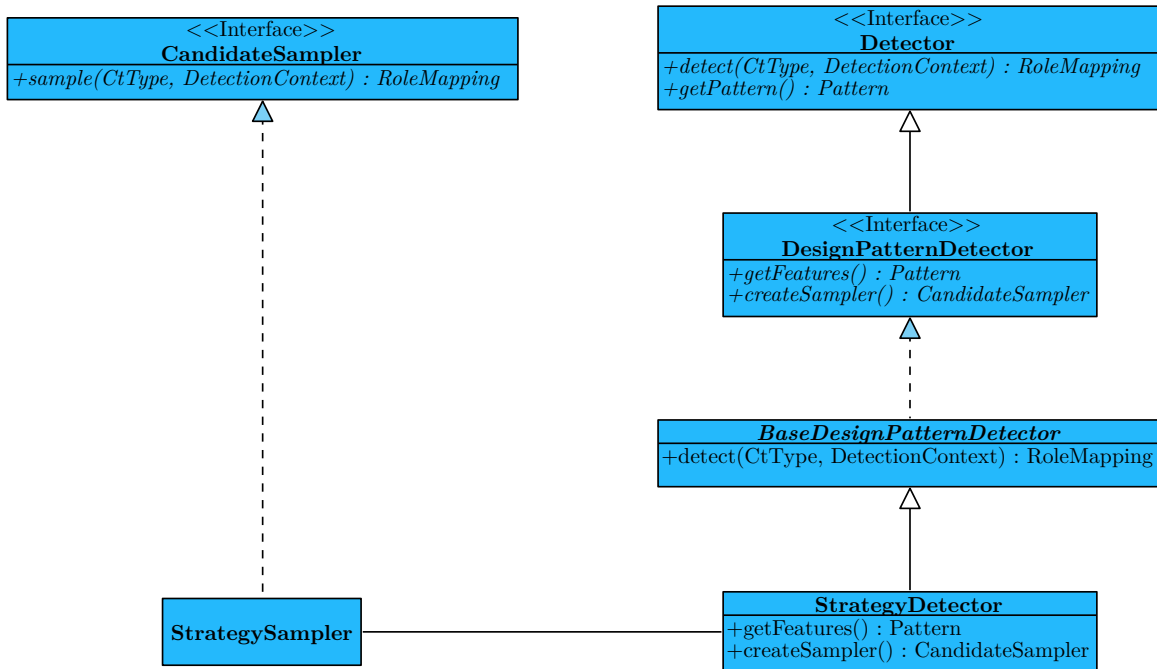 <<Interface>>
CandidateSampler
+sample(CtType, DetectionContext) : RoleMapping
<<Interface>>
Detector
+detect(CtType, DetectionContext) : RoleMapping
+getPattern() : Pattern
<<Interface>>
DesignPatternDetector
+getFeatures() : Pattern
+createSampler() : CandidateSampler
BaseDesignPatternDetector
+detect(CtType, DetectionContext) : RoleMapping
StrategySampler
StrategyDetector
+getFeatures() : Pattern
+createSampler() : CandidateSampler